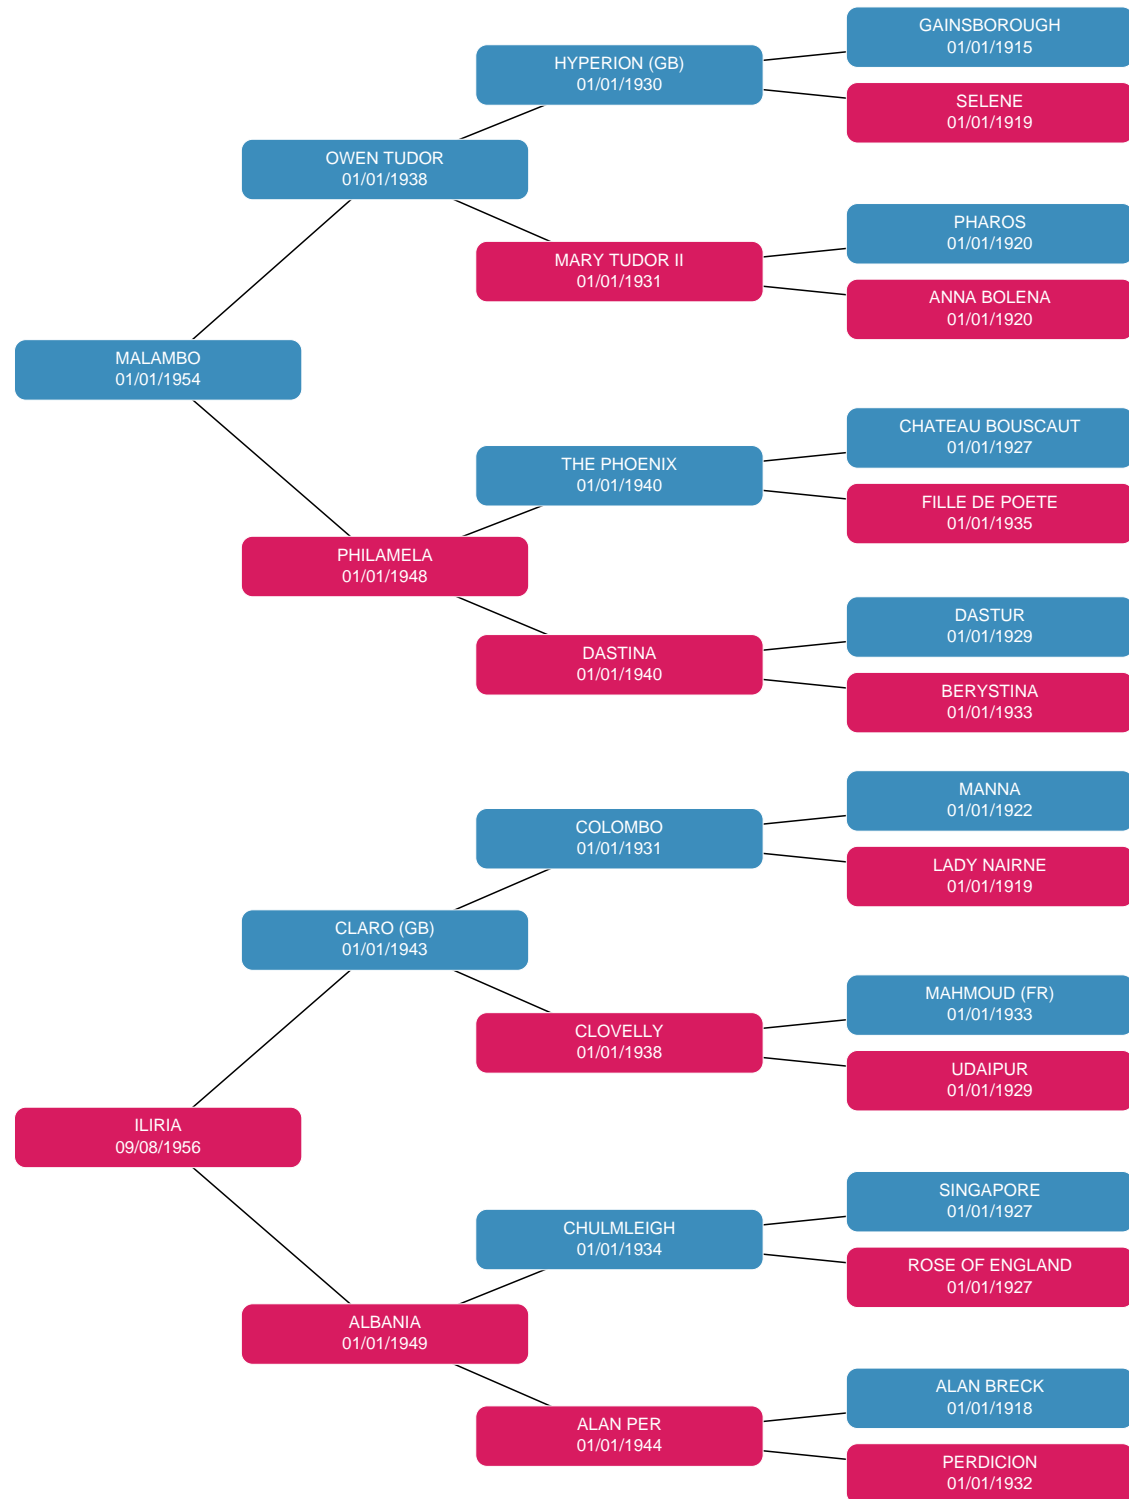 GAINSBOROUGH
01/01/1915
HYPERION (GB)
01/01/1930
SELENE
01/01/1919
OWEN TUDOR
01/01/1938
PHAROS
01/01/1920
MARY TUDOR II
01/01/1931
ANNA BOLENA
01/01/1920
MALAMBO
01/01/1954
CHATEAU BOUSCAUT
01/01/1927
THE PHOENIX
01/01/1940
FILLE DE POETE
01/01/1935
PHILAMELA
01/01/1948
DASTUR
01/01/1929
DASTINA
01/01/1940
BERYSTINA
01/01/1933
MANNA
01/01/1922
COLOMBO
01/01/1931
LADY NAIRNE
01/01/1919
CLARO (GB)
01/01/1943
MAHMOUD (FR)
01/01/1933
CLOVELLY
01/01/1938
UDAIPUR
01/01/1929
ILIRIA
09/08/1956
SINGAPORE
01/01/1927
CHULMLEIGH
01/01/1934
ROSE OF ENGLAND
01/01/1927
ALBANIA
01/01/1949
ALAN BRECK
01/01/1918
ALAN PER
01/01/1944
PERDICION
01/01/1932